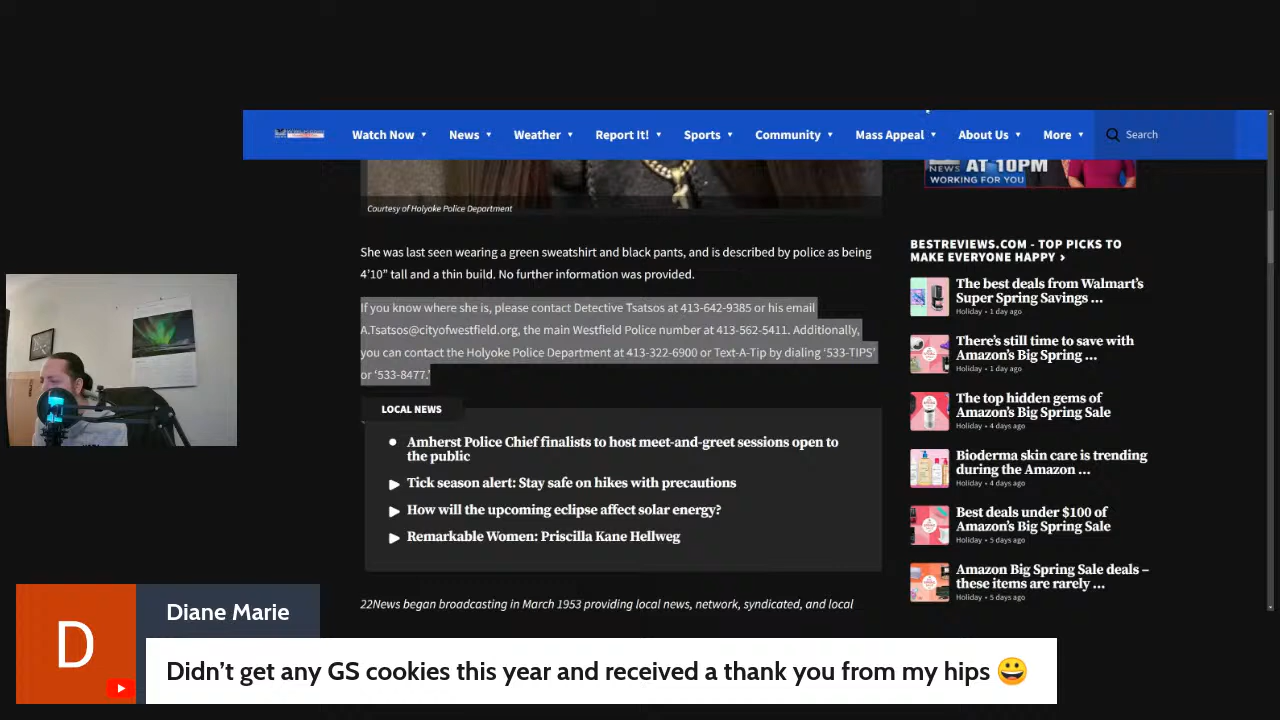 Watch Now
News
Weather
Report It!
Sports
Community
Mass Appeal
About Us
More
Search
Courtesy of Holyoke Police Department
She was last seen wearing a green sweatshirt and black pants, and is described by police as being
4’10” tall and a thin build. No further information was provided.
If you know where she is, please contact Detective Tsatsos at 413-642-9385 or his email
A.Tsatsos@cityofwestfield.org, the main Westfield Police number at 413-562-5411. Additionally,
you can contact the Holyoke Police Department at 413-322-6900 or Text-A-Tip by dialing ‘533-TIPS’
or ‘533-8477.’
LOCAL NEWS
Amherst Police Chief finalists to host meet-and-greet sessions open to
the public
Tick season alert: Stay safe on hikes with precautions
How will the upcoming eclipse affect solar energy?
Remarkable Women: Priscilla Kane Hellweg
22News began broadcasting in March 1953 providing local news, network, syndicated, and local
NEWS AT 10PM
WORKING FOR YOU
BESTREVIEWS.COM - TOP PICKS TO
MAKE EVERYONE HAPPY ›
The best deals from Walmart’s
Super Spring Savings ...
Holiday • 1 day ago
There’s still time to save with
Amazon’s Big Spring ...
Holiday • 1 day ago
The top hidden gems of
Amazon’s Big Spring Sale
Holiday • 4 days ago
Bioderma skin care is trending
during the Amazon ...
Holiday • 4 days ago
Best deals under $100 of
Amazon’s Big Spring Sale
Holiday • 5 days ago
Amazon Big Spring Sale deals –
these items are rarely ...
Holiday • 5 days ago
D
Diane Marie
Didn’t get any GS cookies this year and received a thank you from my hips 😀